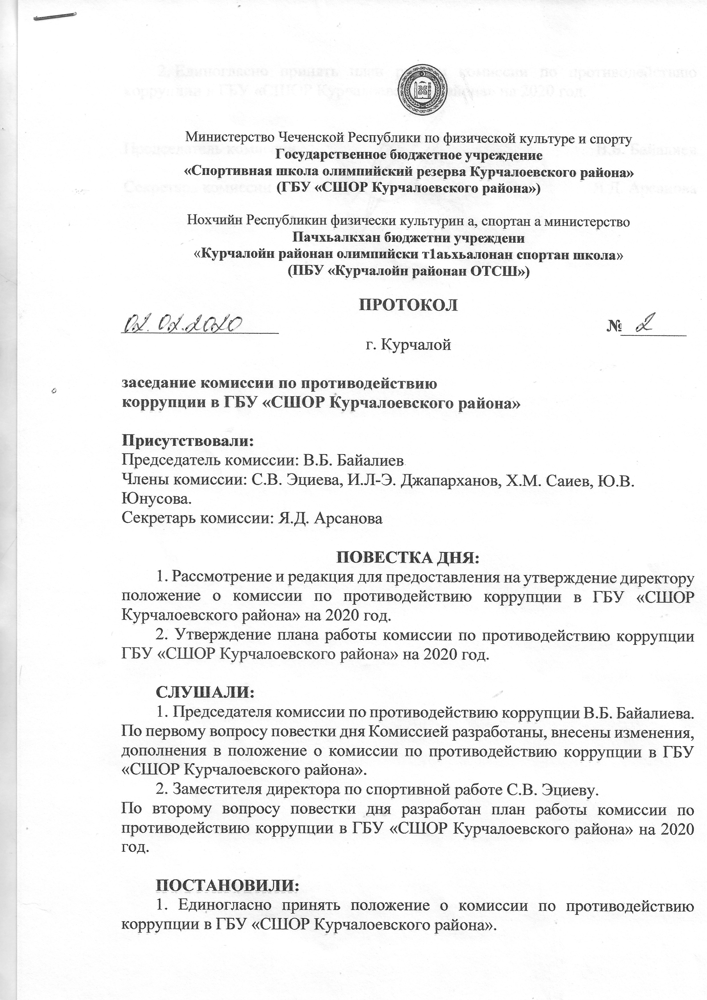 Министерство Чеченской Республики по физической культуре и спорту
Государственное бюджетное учреждение
«Спортивная школа олимпийский резерва Курчалоевского района»
(ГБУ «СШОР Курчалоевского района»)
Нохчийн Республикин физически культурин а, спортан а министерство
Пачхьалкхан бюджетни учреждени
«Курчалойн районан олимпийски т1аьхьалонан спортан школа»
(ПБУ «Курчалойн районан ОТСШ»)
ПРОТОКОЛ
02.02.2020 № 2
г. Курчалой
заседание комиссии по противодействию
коррупции в ГБУ «СШОР Курчалоевского района»
Присутствовали:
Председатель комиссии: В.Б. Байалиев
Члены комиссии: С.В. Эциева, И.Л-Э. Джапарханов, Х.М. Саиев, Ю.В.
Юнусова.
Секретарь комиссии: Я.Д. Арсанова
ПОВЕСТКА ДНЯ:
1. Рассмотрение и редакция для предоставления на утверждение директору
положение о комиссии по противодействию коррупции в ГБУ «СШОР
Курчалоевского района» на 2020 год.
2. Утверждение плана работы комиссии по противодействию коррупции
ГБУ «СШОР Курчалоевского района» на 2020 год.
СЛУШАЛИ:
1. Председателя комиссии по противодействию коррупции В.Б. Байалиева.
По первому вопросу повестки дня Комиссией разработаны, внесены изменения,
дополнения в положение о комиссии по противодействию коррупции в ГБУ
«СШОР Курчалоевского района».
2. Заместителя директора по спортивной работе С.В. Эциеву.
По второму вопросу повестки дня разработан план работы комиссии по
противодействию коррупции в ГБУ «СШОР Курчалоевского района» на 2020
год.
ПОСТАНОВИЛИ:
1. Единогласно принять положение о комиссии по противодействию
коррупции в ГБУ «СШОР Курчалоевского района».